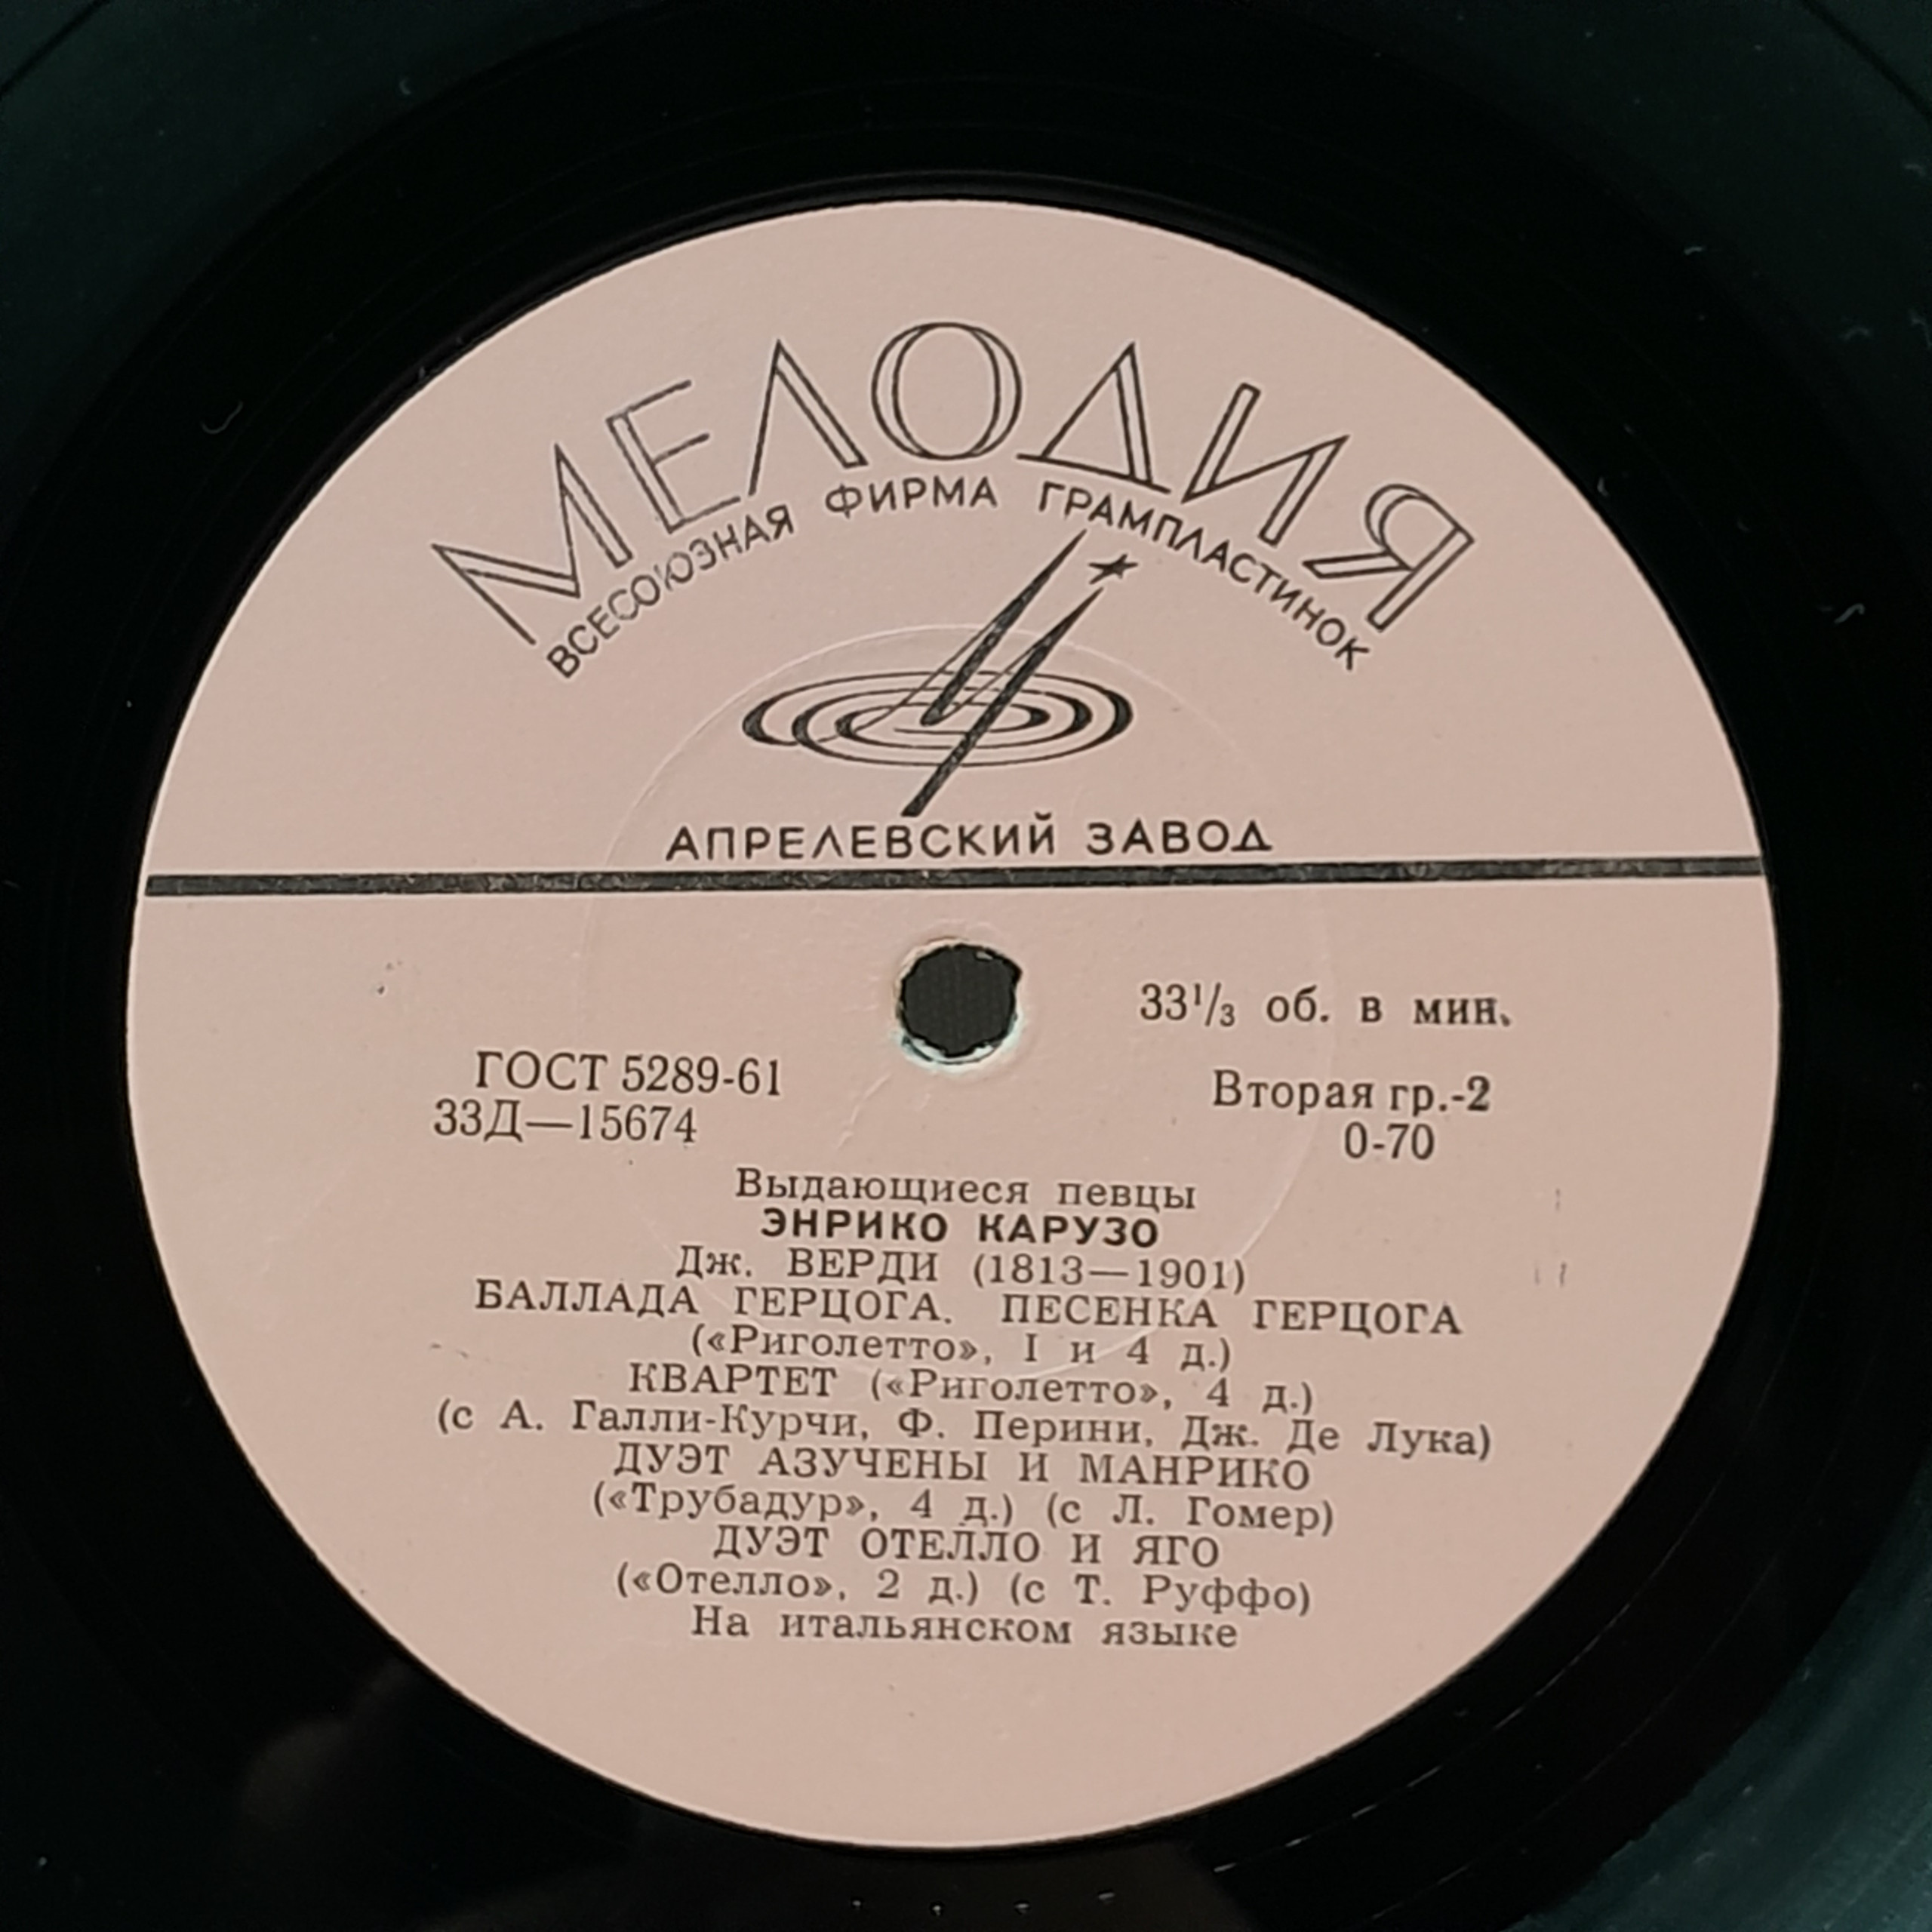 МЕЛОДИЯ
ВСЕСОЮЗНАЯ ФИРМА ГРАМПЛАСТИНОК
АПРЕЛЕВСКИЙ ЗАВОД
33¹/₃ об. в мин.
ГОСТ 5289-61
Вторая гр.-2
33Д—15674
0-70
Выдающиеся певцы
ЭНРИКО КАРУЗО
Дж. ВЕРДИ (1813—1901)
БАЛЛАДА ГЕРЦОГА. ПЕСЕНКА ГЕРЦОГА
(«Риголетто», I и 4 д.)
КВАРТЕТ («Риголетто», 4 д.)
(с А. Галли-Курчи, Ф. Перини, Дж. Де Лука)
ДУЭТ АЗУЧЕНЫ И МАНРИКО
(«Трубадур», 4 д.) (с Л. Гомер)
ДУЭТ ОТЕЛЛО И ЯГО
(«Отелло», 2 д.) (с Т. Руффо)
На итальянском языке